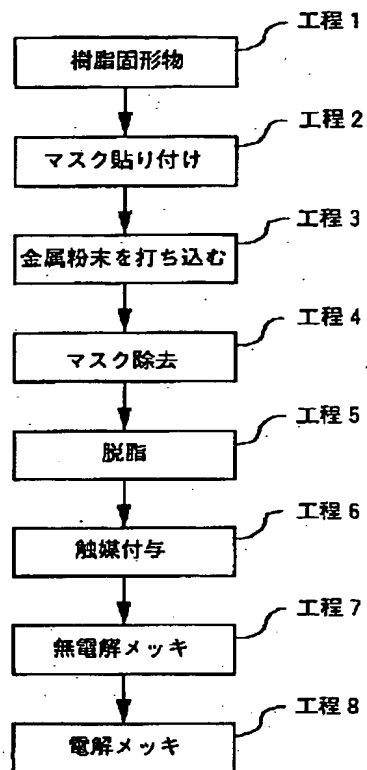 工程1
樹脂固形物
工程2
マスク貼り付け
工程3
金属粉末を打ち込む
工程4
マスク除去
工程5
脱脂
工程6
触媒付与
工程7
無電解メッキ
工程8
電解メッキ